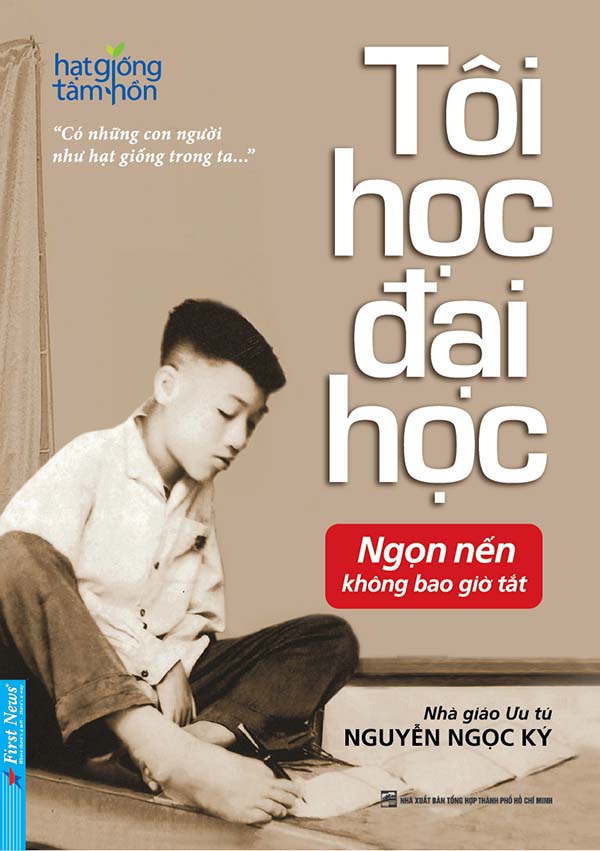 hạt giống
tâm hồn
“Có những con người
như hạt giống trong ta...”
Tôi
học
đại
học
Ngọn nến
không bao giờ tắt
Nhà giáo Ưu tú
NGUYỄN NGỌC KÝ
NHÀ XUẤT BẢN TỔNG HỢP THÀNH PHỐ HỒ CHÍ MINH
First News